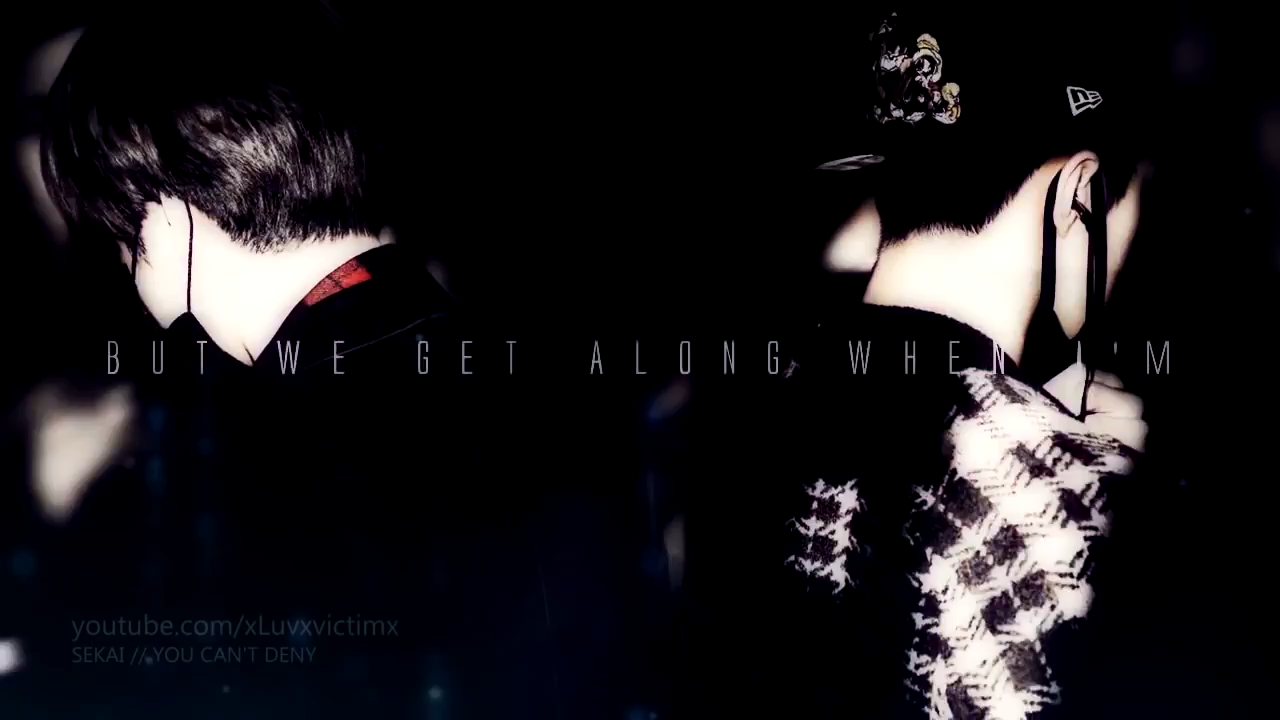 BUT WE GET ALONG, WHEN I'M
youtube.com/xLuvxvictimx
SEKAI // YOU CAN'T DENY